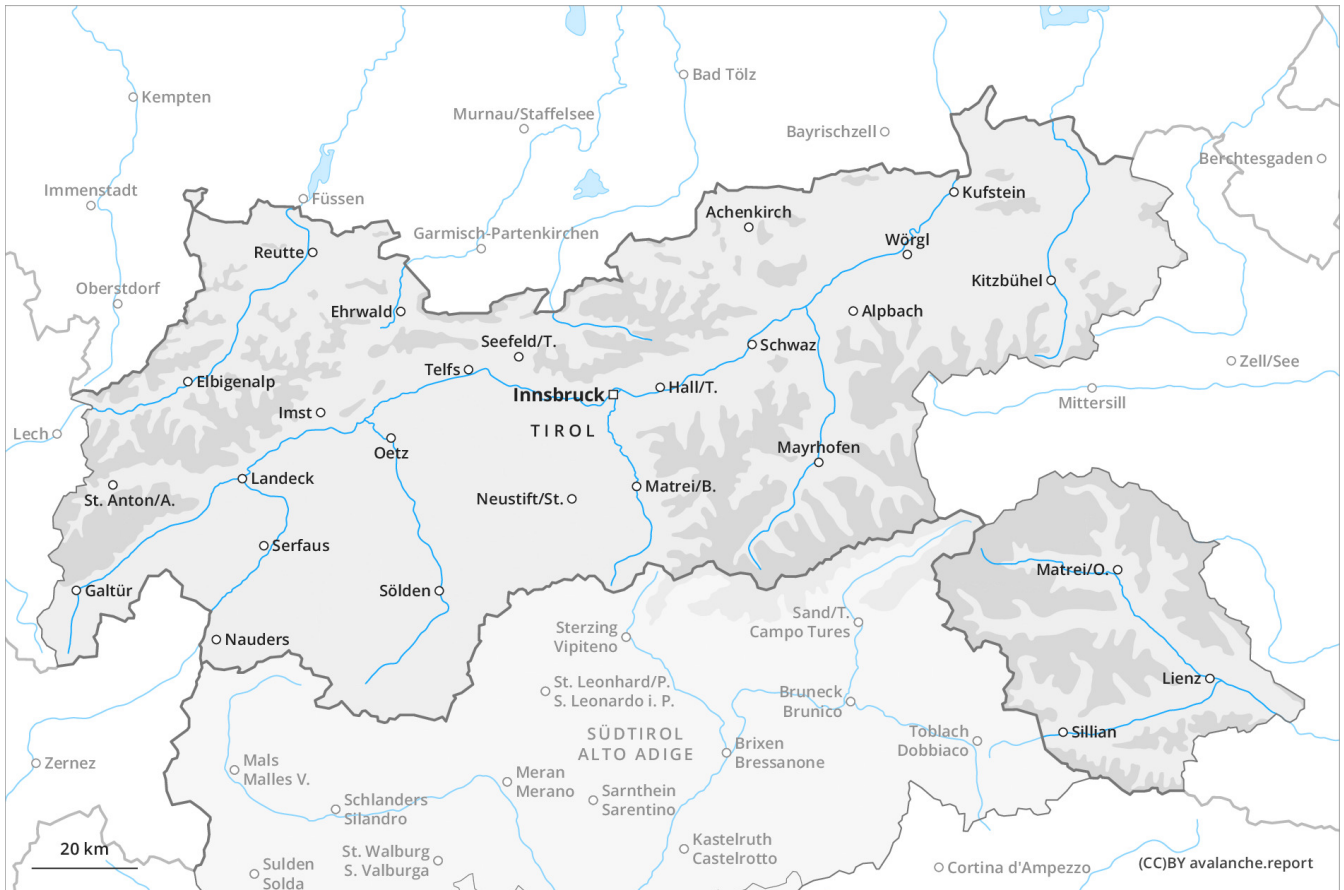 Kempten
Bad Tölz
Murnau/Staffelsee
Bayrischzell
Berchtesgaden
Immenstadt
Füssen
Kufstein
Achenkirch
Garmisch-Partenkirchen
Wörgl
Reutte
Kitzbühel
Oberstdorf
Ehrwald
Alpbach
Seefeld/T.
Schwaz
Zell/See
Telfs
Elbigenalp
Innsbruck
Hall/T.
Mittersill
Imst
TIROL
Lech
Oetz
Mayrhofen
Landeck
Matrei/B.
St. Anton/A.
Neustift/St.
Serfaus
Matrei/O.
Galtür
Sölden
Sand/T.
Campo Tures
Sterzing
Vipiteno
Nauders
Lienz
St. Leonhard/P.
S. Leonardo i. P.
Bruneck
Brunico
Sillian
SÜDTIROL
ALTO ADIGE
Toblach
Dobbiaco
Brixen
Bressanone
Zernez
Mals
Malles V.
Meran
Merano
Sarnthein
Sarentino
Schlanders
Silandro
20 km
Kastelruth
Castelrotto
St. Walburg
S. Valburga
Sulden
Solda
Cortina d'Ampezzo
(CC)BY avalanche.report